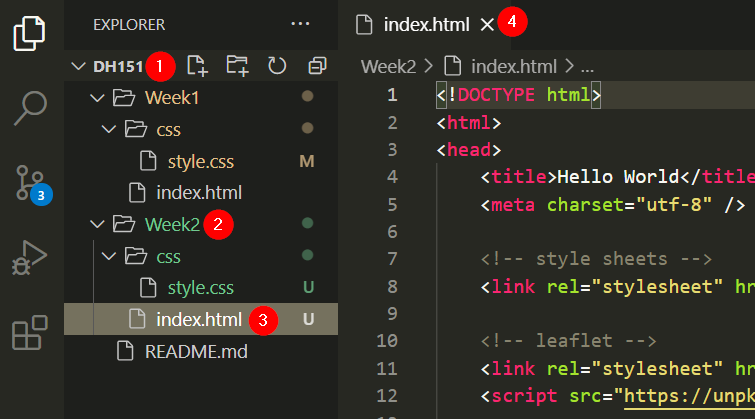 EXPLORER ...
DH151 1
Week1
css
style.css M
index.html
Week2 2
css
style.css U
index.html 3 U
README.md
3
index.html 4
Week2 > index.html > ...
1 <!DOCTYPE html>
2 <html>
3 <head>
4 <title>Hello World</title
5 <meta charset="utf-8" />
6
7 <!-- style sheets -->
8 <link rel="stylesheet" hr
9
10 <!-- leaflet -->
11 <link rel="stylesheet" hr
12 <script src="https://unpk